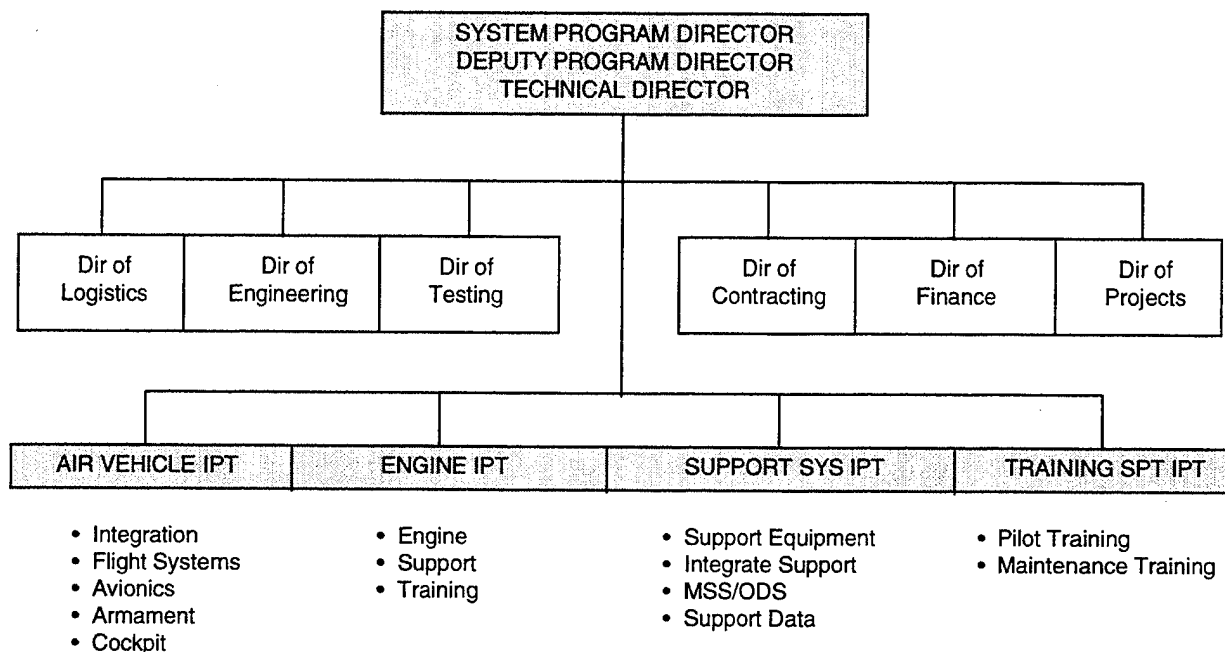 SYSTEM PROGRAM DIRECTOR
DEPUTY PROGRAM DIRECTOR
TECHNICAL DIRECTOR
Dir of
Logistics
Dir of
Engineering
Dir of
Testing
Dir of
Contracting
Dir of
Finance
Dir of
Projects
AIR VEHICLE IPT
• Integration
• Flight Systems
• Avionics
• Armament
• Cockpit
ENGINE IPT
• Engine
• Support
• Training
SUPPORT SYS IPT
• Support Equipment
• Integrate Support
• MSS/ODS
• Support Data
TRAINING SPT IPT
• Pilot Training
• Maintenance Training